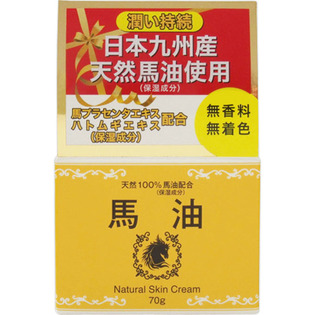 潤い持続
日本九州産
天然馬油使用
(保湿成分)
馬プラセンタエキス
ハトムギエキス
(保湿成分)
配合
無香料
無着色
天然100%馬油配合
(保湿成分)
馬油
Natural Skin Cream
70g